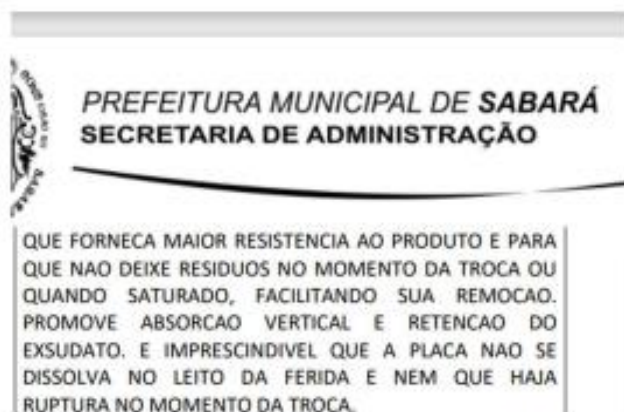 PREFEITURA MUNICIPAL DE SABARÁ
SECRETARIA DE ADMINISTRAÇÃO
QUE FORNECA MAIOR RESISTENCIA AO PRODUTO E PARA
QUE NAO DEIXE RESIDUOS NO MOMENTO DA TROCA OU
QUANDO SATURADO, FACILITANDO SUA REMOCAO.
PROMOVE ABSORCAO VERTICAL E RETENCAO DO
EXSUDATO. E IMPRESCINDIVEL QUE A PLACA NAO SE
DISSOLVA NO LEITO DA FERIDA E NEM QUE HAJA
RUPTURA NO MOMENTO DA TROCA.